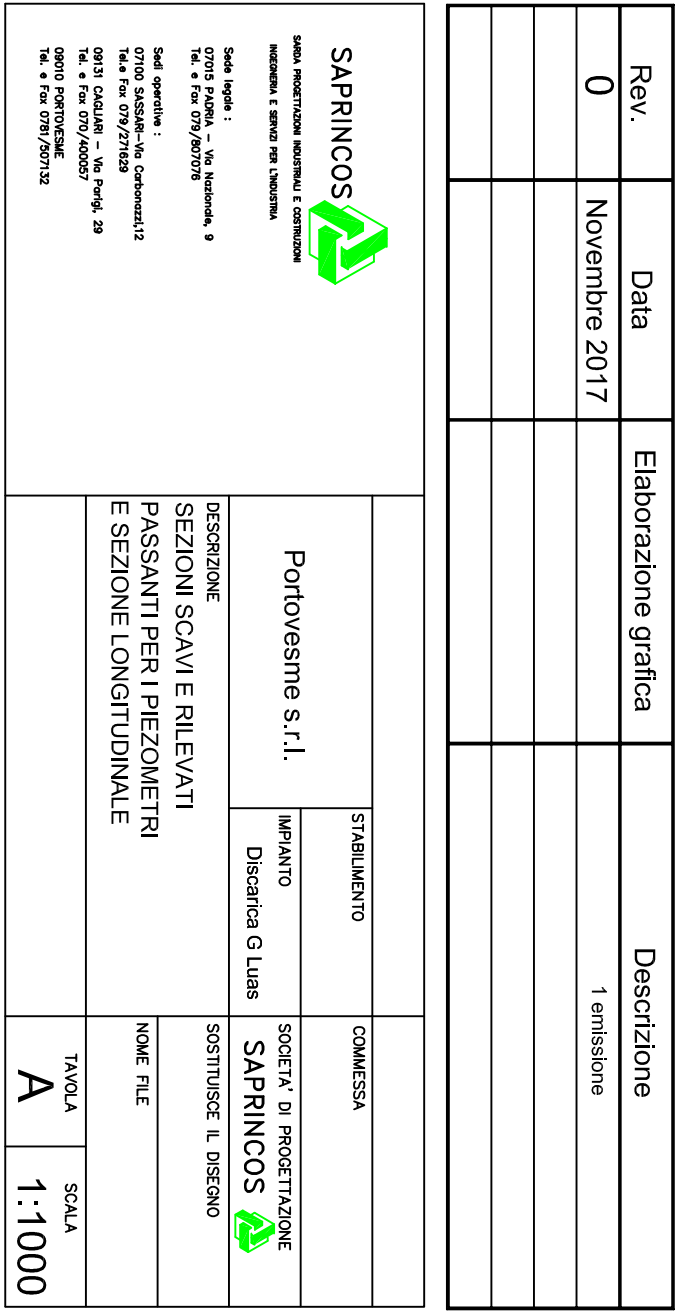 Rev. Data Elaborazione grafica Descrizione
0 Novembre 2017 1 emissione
SAPRINCOS
SARDA PROGETTAZIONI INDUSTRIALI E COSTRUZIONI
INGEGNERIA E SERVIZI PER L'INDUSTRIA
Sede legale :
07015 PADRIA - Via Nazionale, 9
Tel. e Fax 079/807076
Sedi operative :
07100 SASSARI-Via Carbonazzi,12
Tel.e Fax 079/271629
09131 CAGLIARI - Via Parigi, 29
Tel. e Fax 070/400057
09010 PORTOVESME
Tel. e Fax 0781/507132
Portovesme s.r.l.
STABILIMENTO
IMPIANTO
Discarica G Luas
COMMESSA
SOCIETA' DI PROGETTAZIONE
SAPRINCOS
DESCRIZIONE
SEZIONI SCAVI E RILEVATI
PASSANTI PER I PIEZOMETRI
E SEZIONE LONGITUDINALE
SOSTITUISCE IL DISEGNO
NOME FILE
TAVOLA
A
SCALA
1:1000